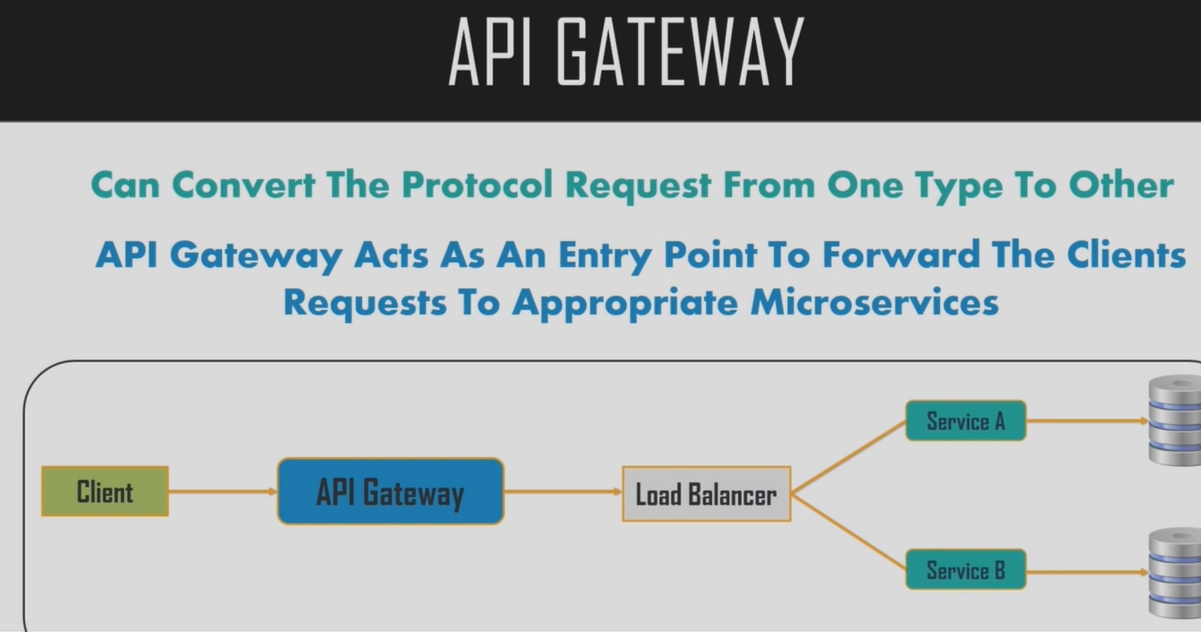 API GATEWAY
Can Convert The Protocol Request From One Type To Other
API Gateway Acts As An Entry Point To Forward The Clients
Requests To Appropriate Microservices
Service A
Client
API Gateway
Load Balancer
Service B